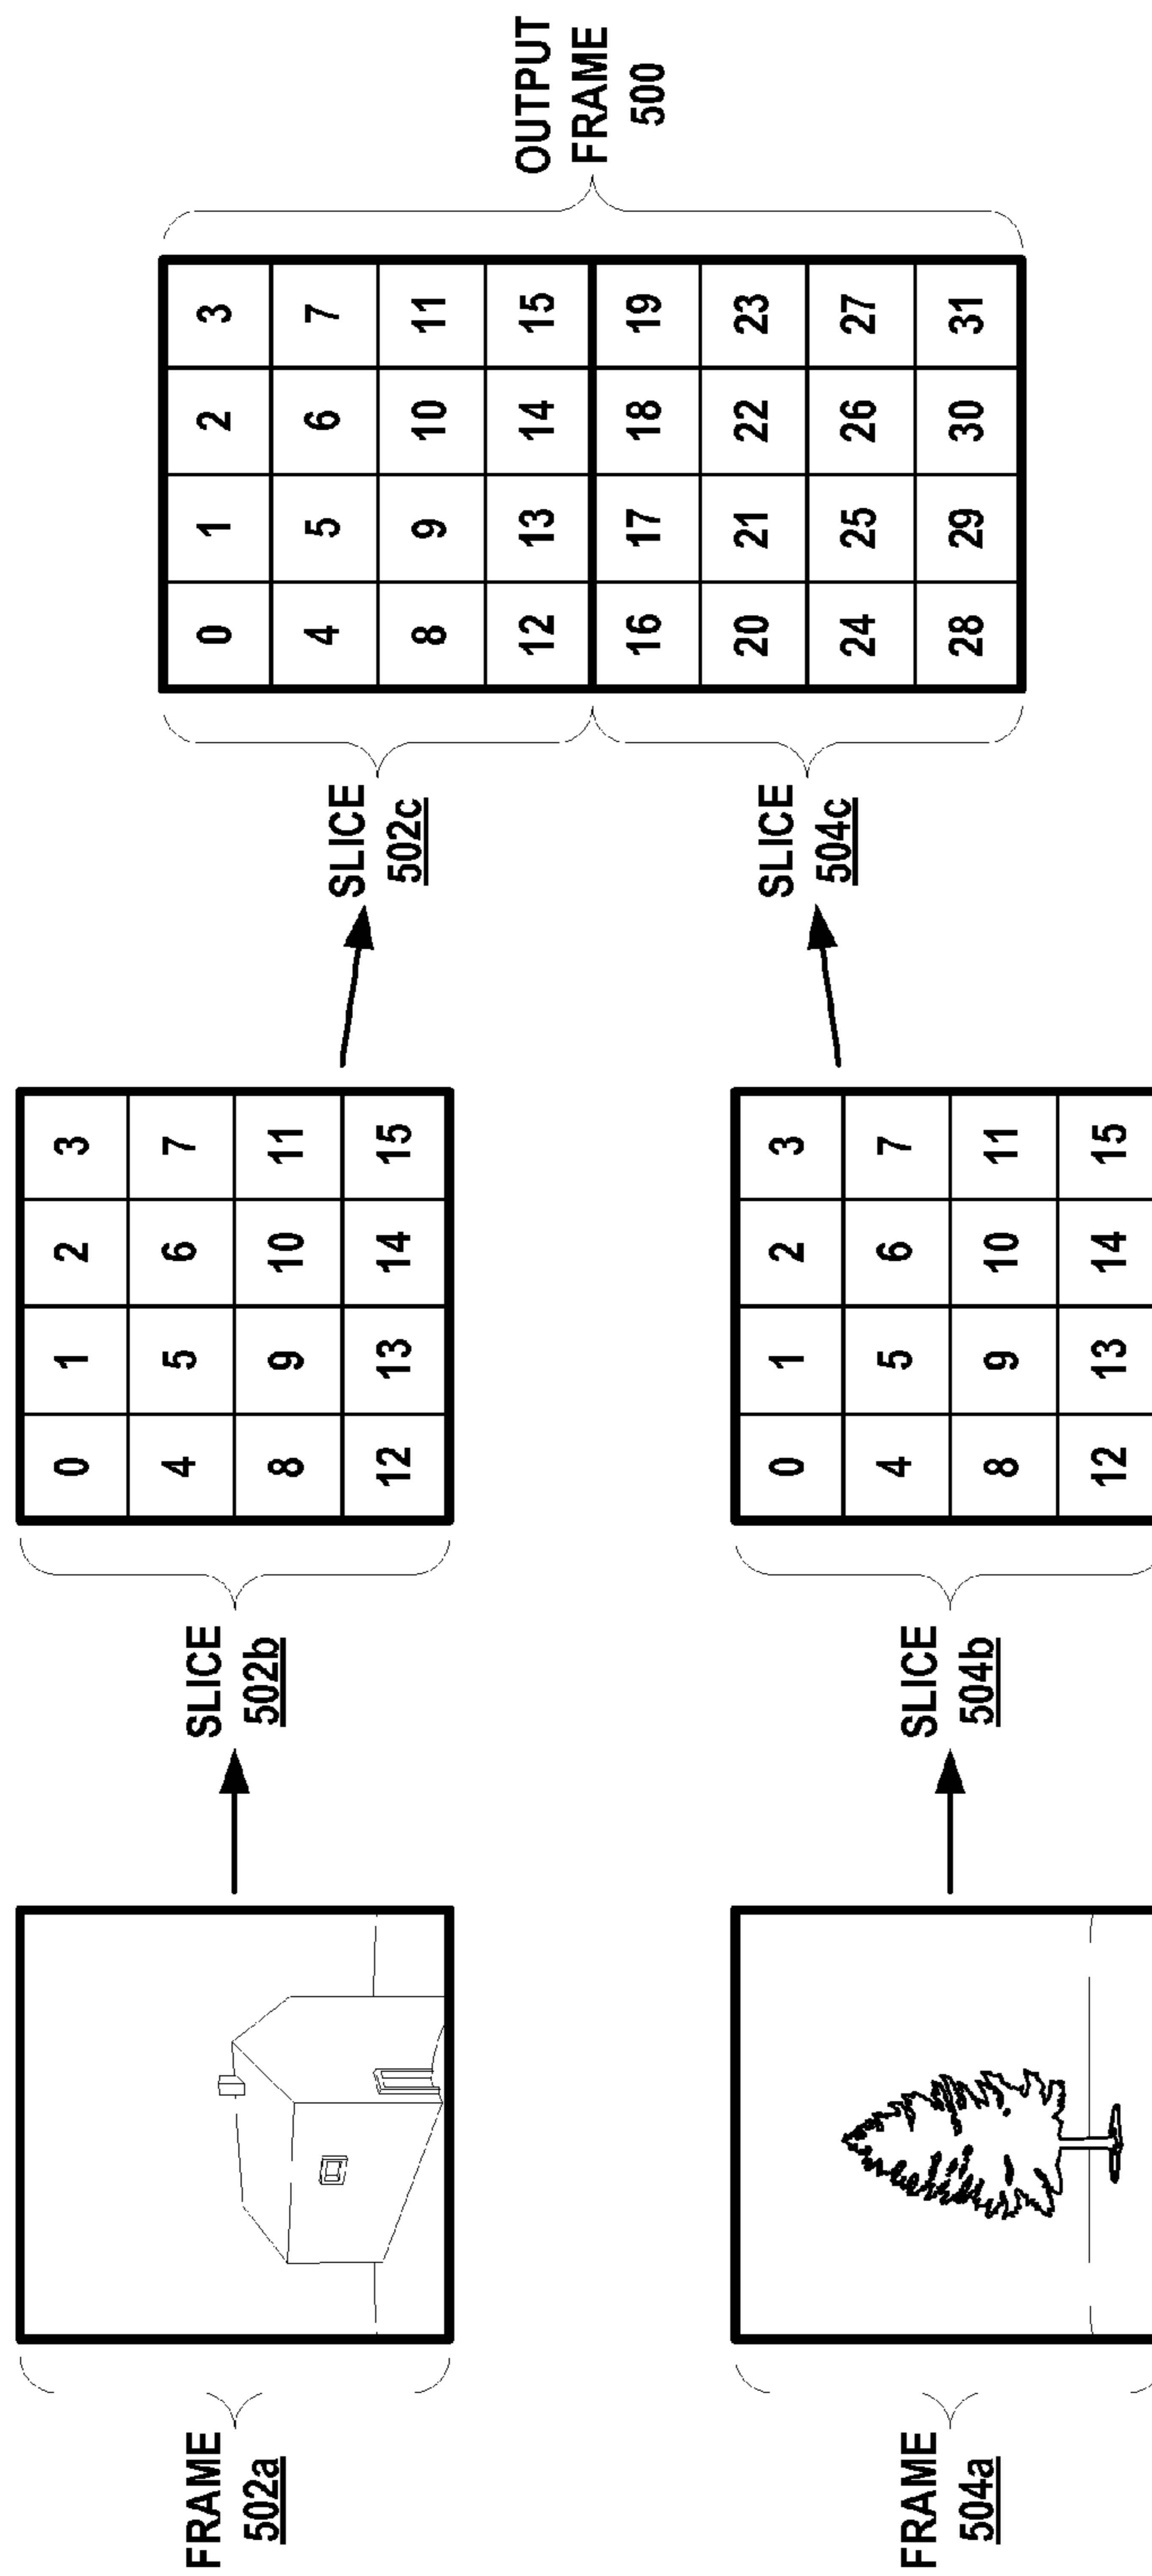 FRAME
502a
SLICE
502b
0 1 2 3
4 5 6 7
8 9 10 11
12 13 14 15
FRAME
504a
SLICE
504b
0 1 2 3
4 5 6 7
8 9 10 11
12 13 14 15
SLICE
502c
SLICE
504c
0 1 2 3
4 5 6 7
8 9 10 11
12 13 14 15
16 17 18 19
20 21 22 23
24 25 26 27
28 29 30 31
OUTPUT
FRAME
500